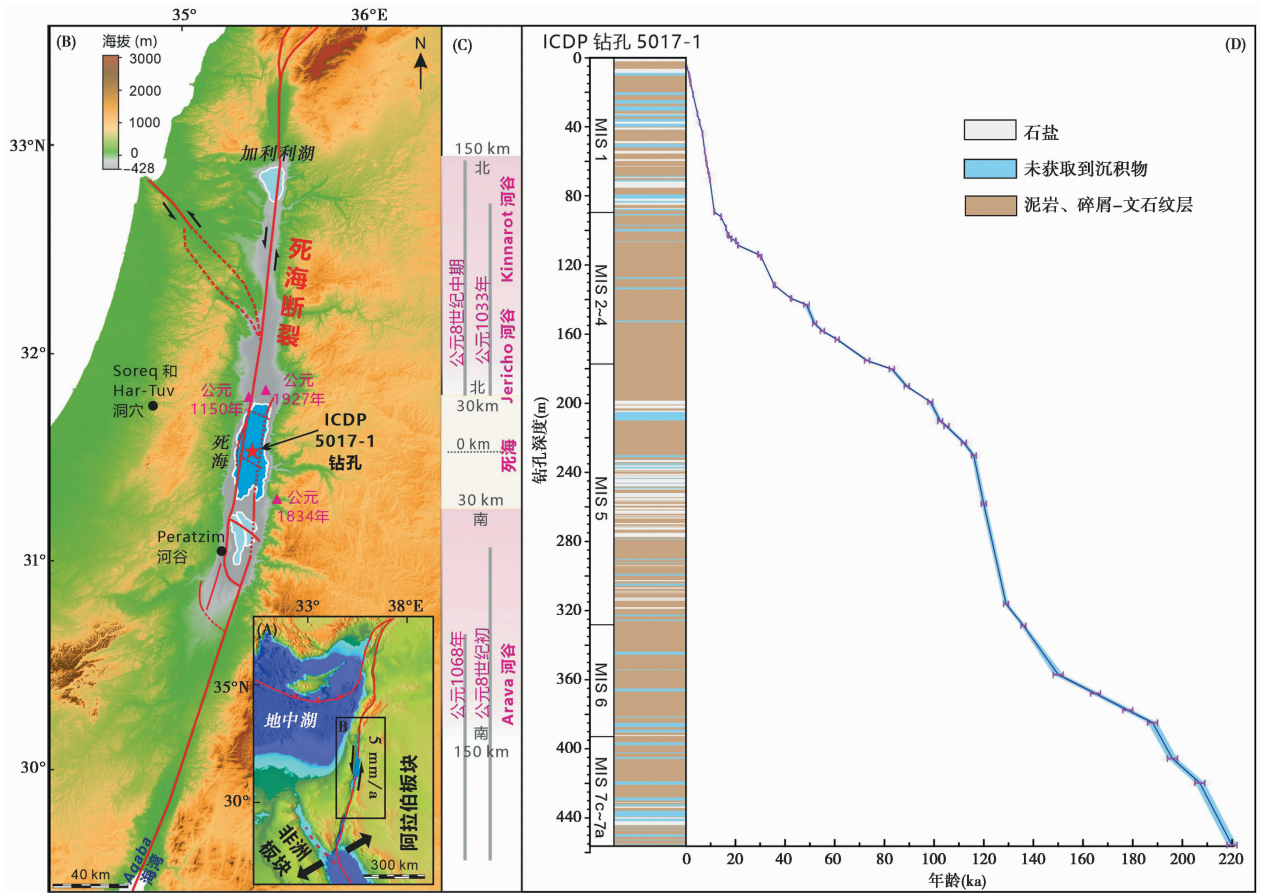 35°
36°E
(B)
海拔 (m)
3000
2000
1000
0
−428
N
33°N
32°
31°
30°
加利利湖
死海断裂
Soreq 和
Har-Tuv
洞穴
公元
1150年
公元
1927年
死海
ICDP
5017-1
钻孔
公元
1834年
Peratzim
河谷
Aqaba
海湾
40 km
(A)
33°
38°E
35°N
30°
地中湖
B
5 mm/a
阿拉伯板块
非洲
板块
300 km
(C)
150 km
北
公元8世纪中期
公元1033年
Kinnarot 河谷
Jericho 河谷
北
30km
0 km
死海
30 km
南
公元1068年
公元8世纪初
Arava 河谷
南
150 km
ICDP 钻孔 5017-1
(D)
钻孔深度(m)
0
40
80
120
160
200
240
280
320
360
400
440
MIS 1
MIS 2~4
MIS 5
MIS 6
MIS 7c~7a
石盐
未获取到沉积物
泥岩、碎屑-文石纹层
0 20 40 60 80 100 120 140 160 180 200 220
年龄(ka)